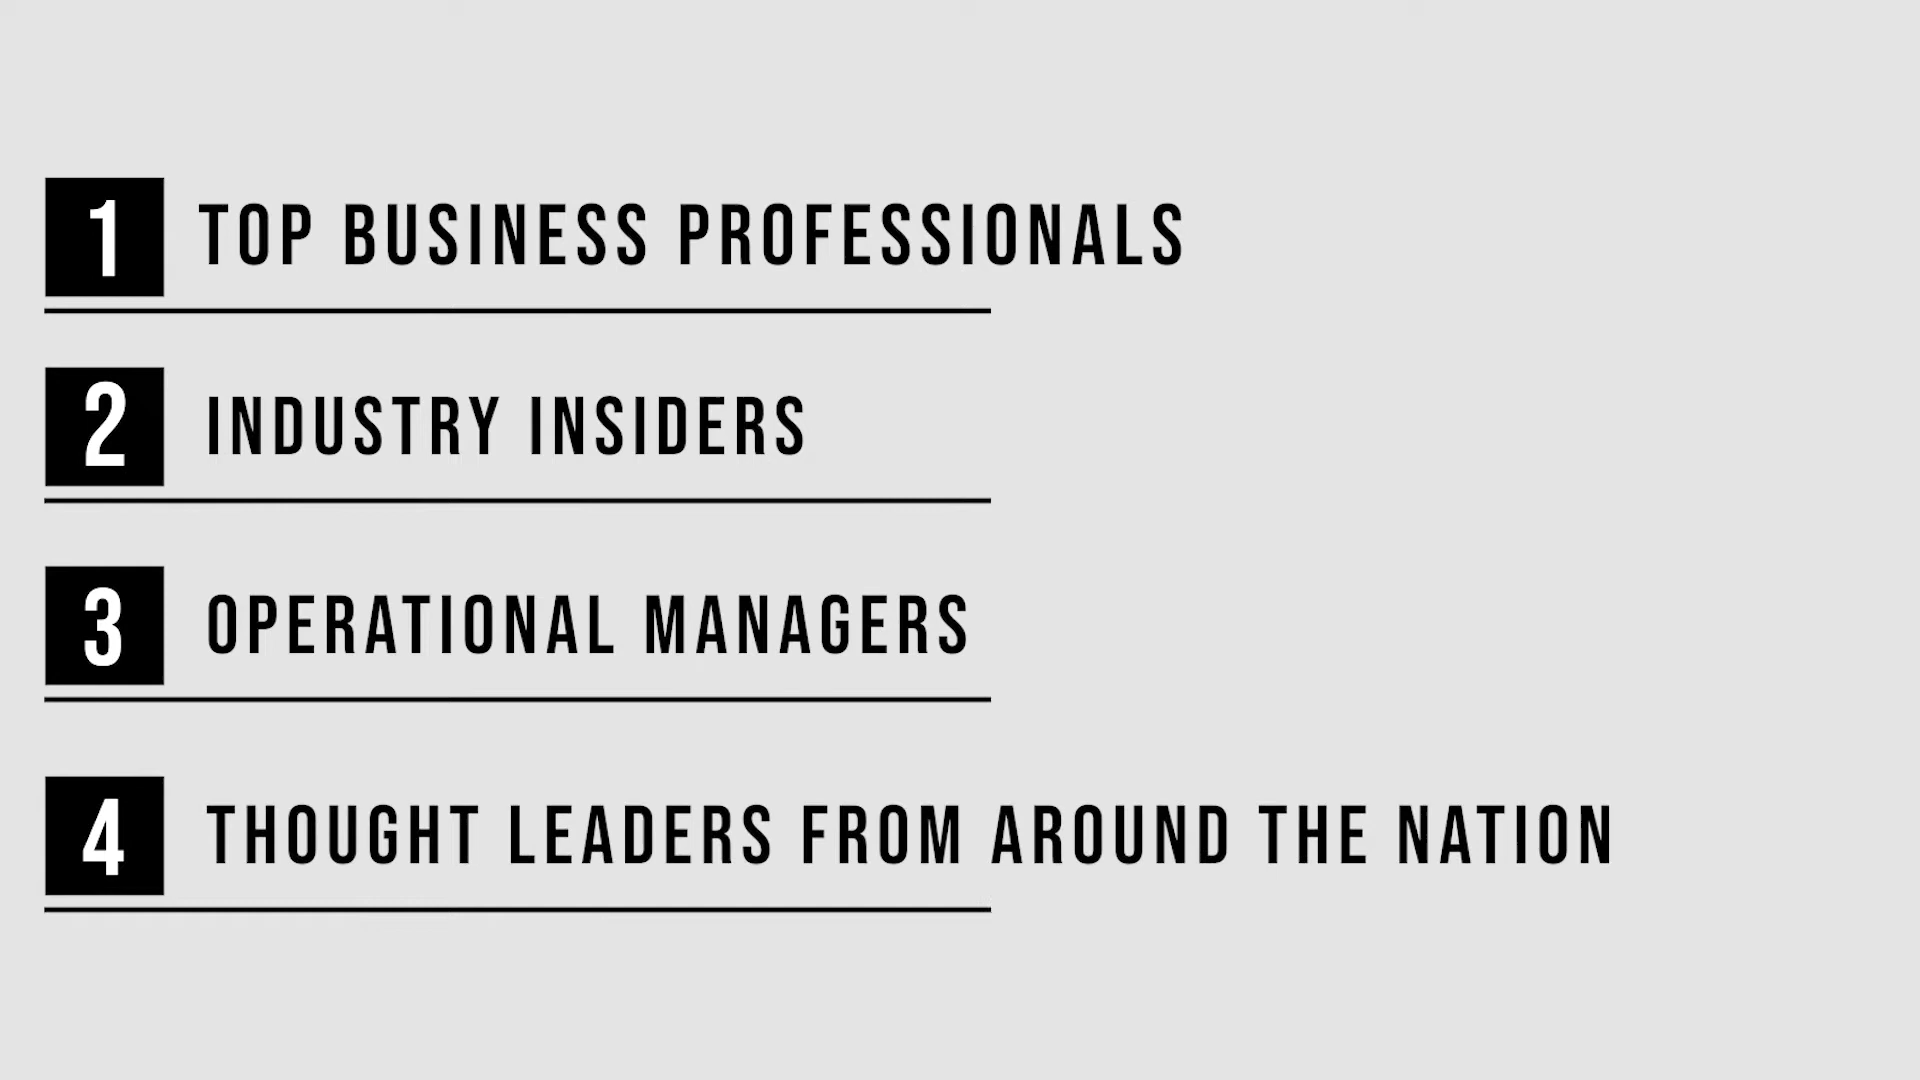 1 TOP BUSINESS PROFESSIONALS
2 INDUSTRY INSIDERS
3 OPERATIONAL MANAGERS
4 THOUGHT LEADERS FROM AROUND THE NATION